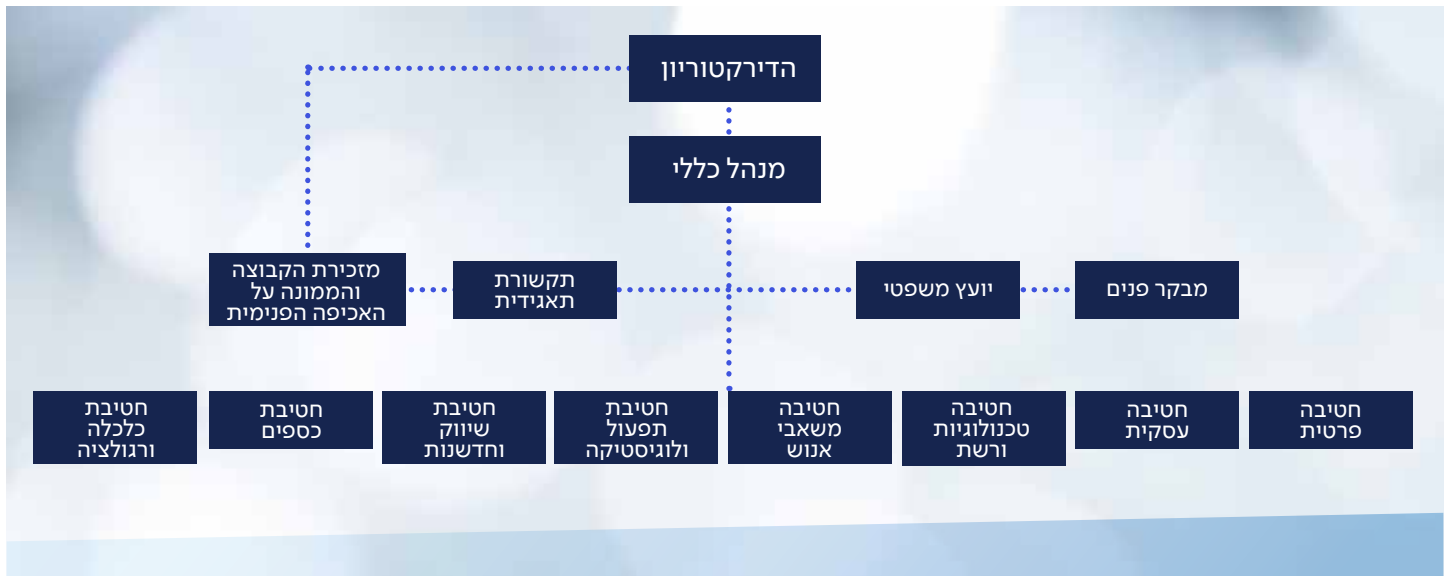 הדירקטוריון
מנהל כללי
מבקר פנים
יועץ משפטי
תקשורת
תאגידית
מזכירת הקבוצה
והממונה על
האכיפה הפנימית
חטיבה
פרטית
חטיבה
עסקית
חטיבה
טכנולוגיות
ורשת
חטיבה
משאבי
אנוש
חטיבת
תפעול
ולוגיסטיקה
חטיבת
שיווק
וחדשנות
חטיבת
כספים
חטיבת
כלכלה
ורגולציה